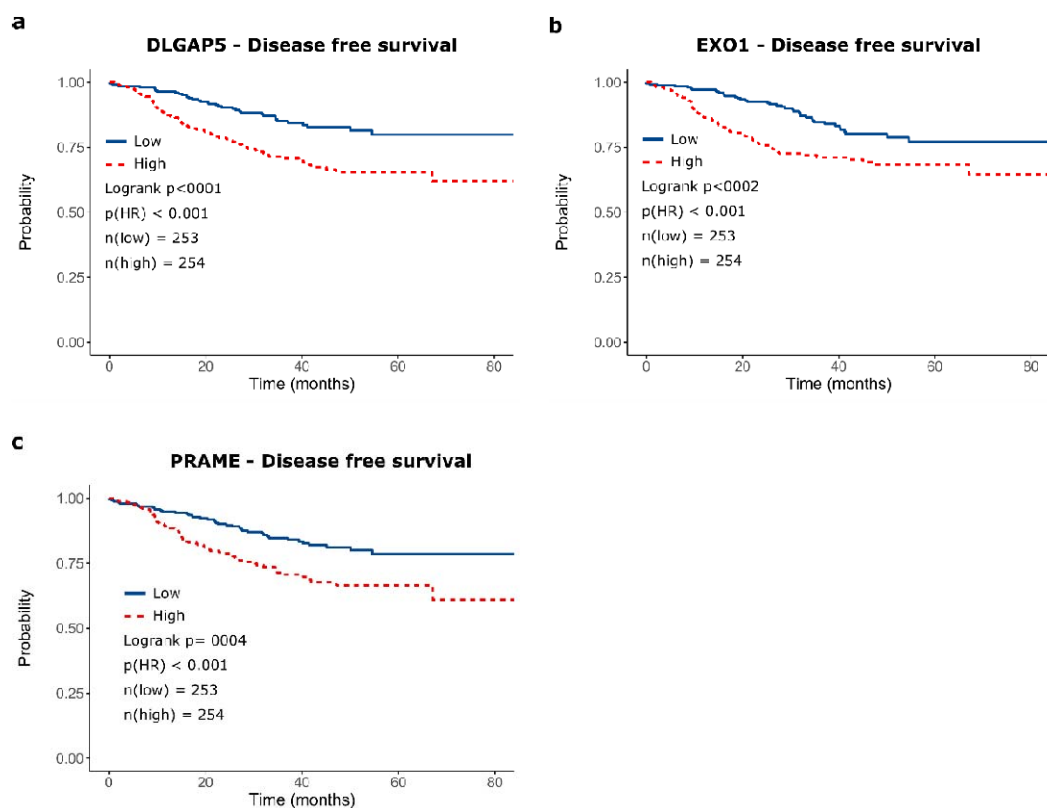 a
DLGAP5 - Disease free survival
1.00
0.75
0.50
0.25
0.00
Probability
Low
High
Logrank p<0001
p(HR) < 0.001
n(low) = 253
n(high) = 254
0 20 40 60 80
Time (months)
b
EXO1 - Disease free survival
1.00
0.75
0.50
0.25
0.00
Probability
Low
High
Logrank p<0002
p(HR) < 0.001
n(low) = 253
n(high) = 254
0 20 40 60 80
Time (months)
c
PRAME - Disease free survival
1.00
0.75
0.50
0.25
0.00
Probability
Low
High
Logrank p= 0004
p(HR) < 0.001
n(low) = 253
n(high) = 254
0 20 40 60 80
Time (months)